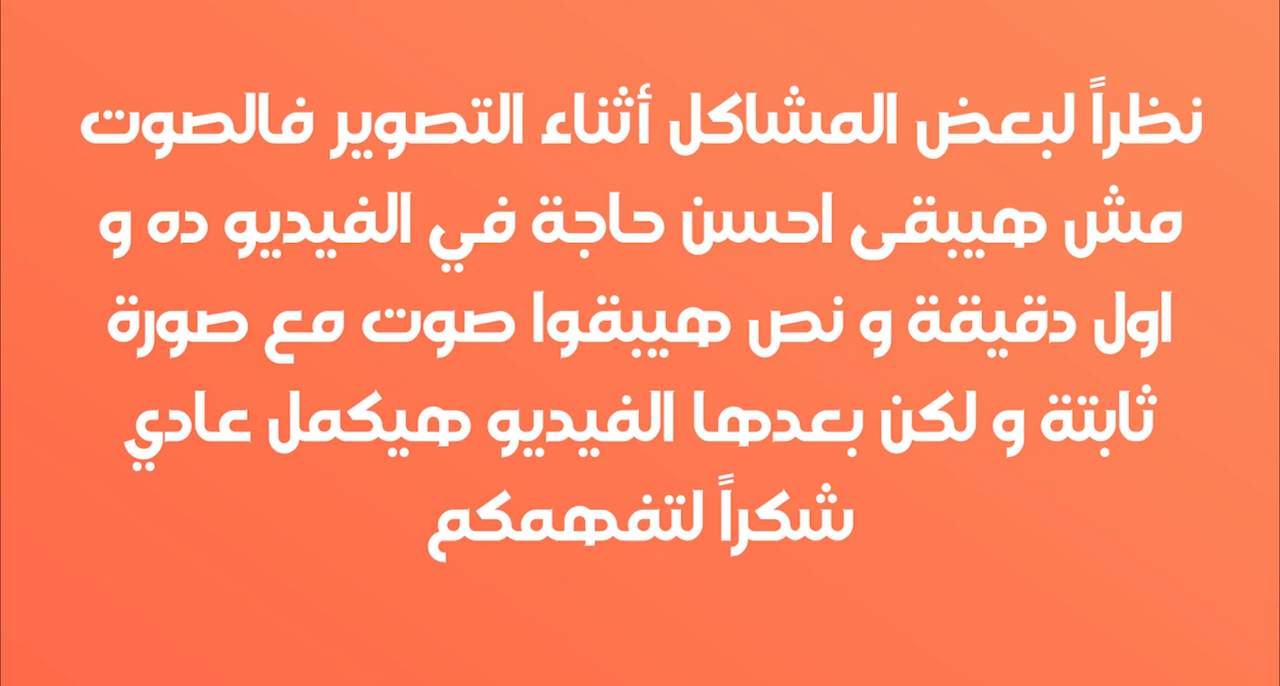 نظراً لبعض المشاكل أثناء التصوير فالصوت
مش هيبقى احسن حاجة في الفيديو ده و
اول دقيقة و نص هيبقوا صوت مع صورة
ثابتة و لكن بعدها الفيديو هيكمل عادي
شكراً لتفهمكم